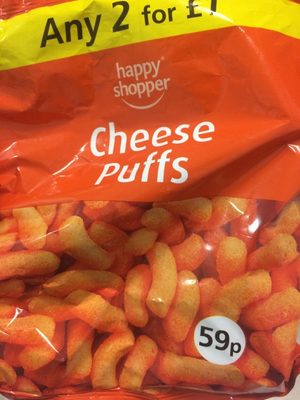 Any 2 for £1
happy
shopper
Cheese
Puffs
59p